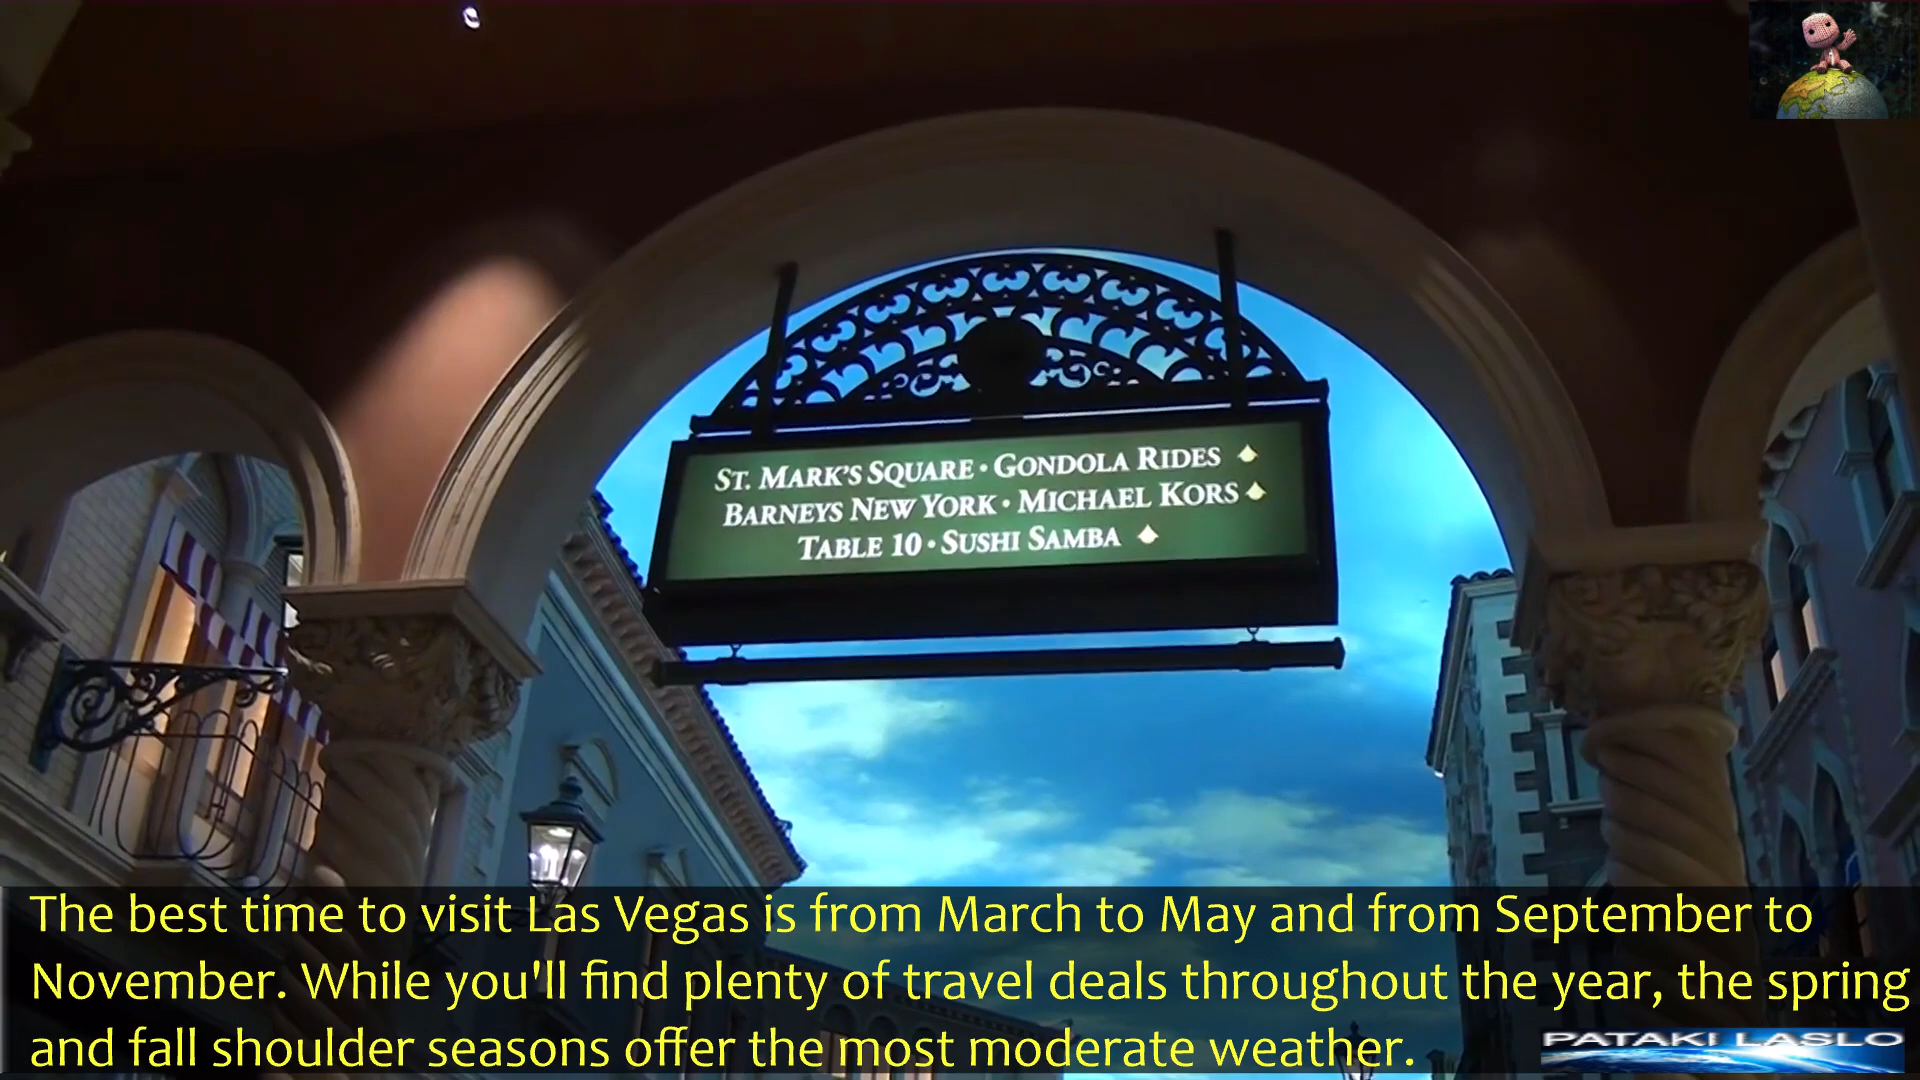 ST. MARK'S SQUARE • GONDOLA RIDES
BARNEYS NEW YORK • MICHAEL KORS
TABLE 10 • SUSHI SAMBA
The best time to visit Las Vegas is from March to May and from September to
November. While you'll find plenty of travel deals throughout the year, the spring
and fall shoulder seasons offer the most moderate weather.
PATAKI LASLO